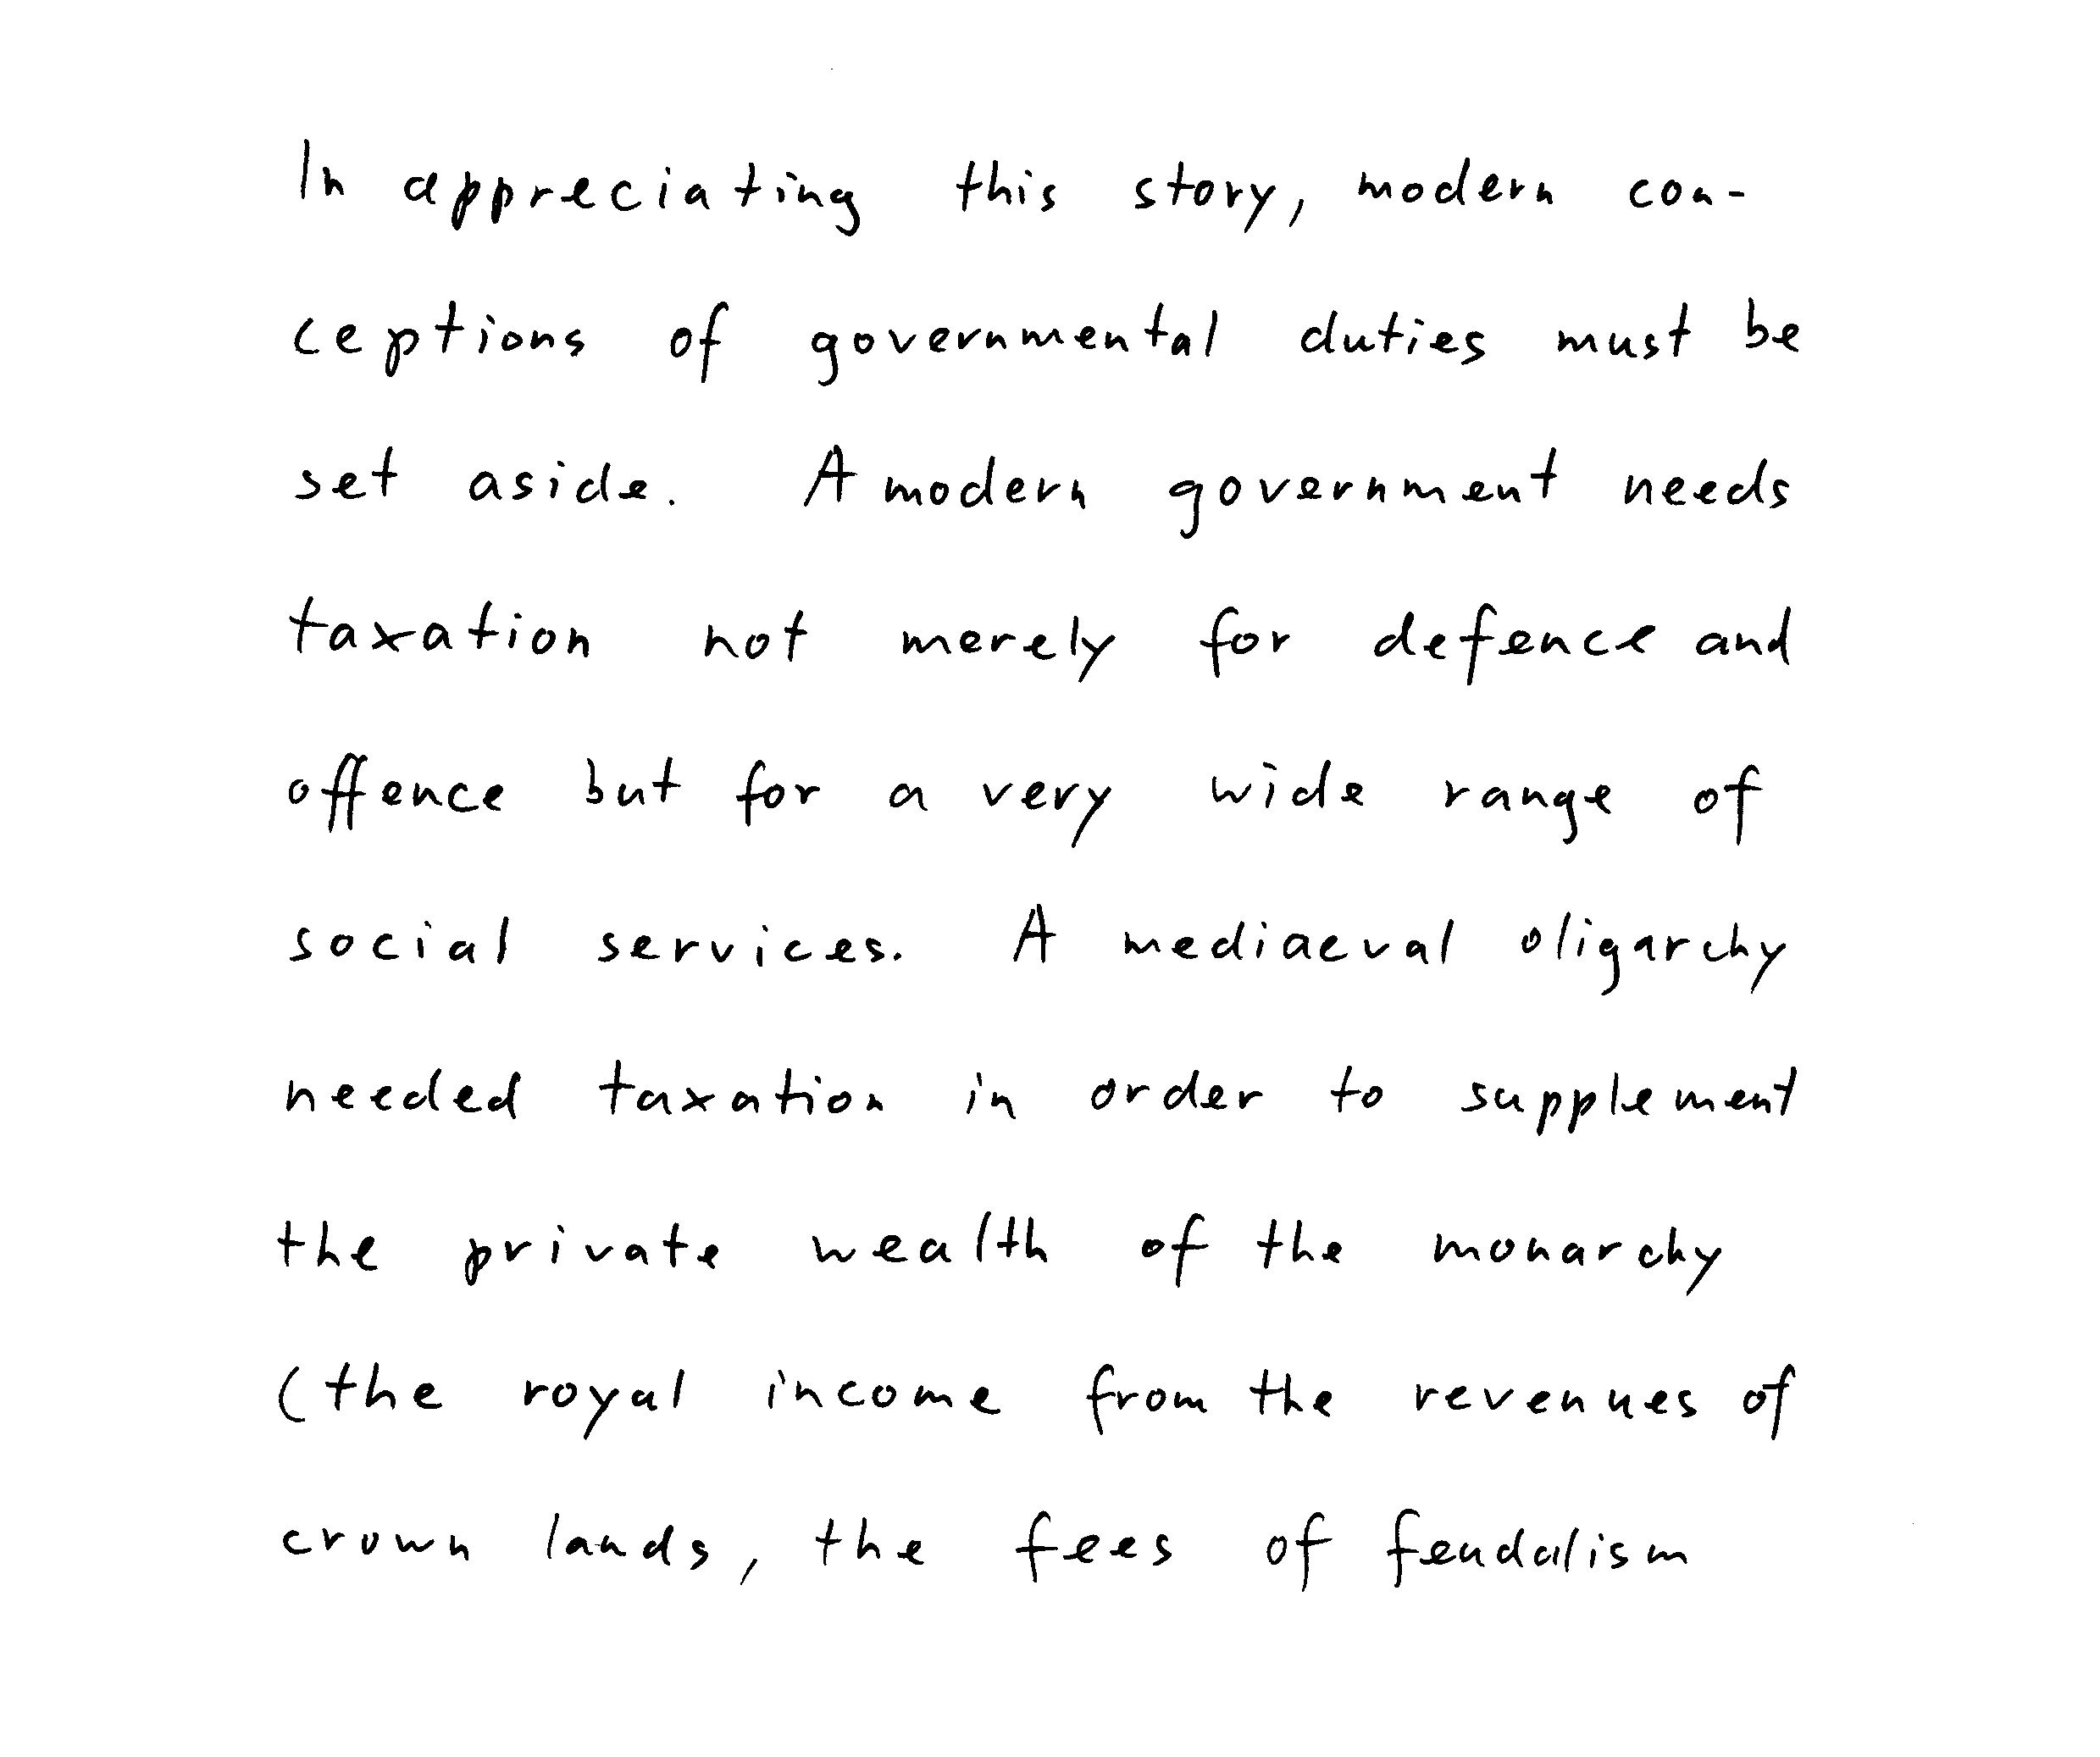 In appreciating this story, modern con-
ceptions of governmental duties must be
set aside. A modern government needs
taxation not merely for defence and
offence but for a very wide range of
social services. A mediaeval oligarchy
needed taxation in order to supplement
the private wealth of the monarchy
(the royal income from the revenues of
crown lands, the fees of feudalism